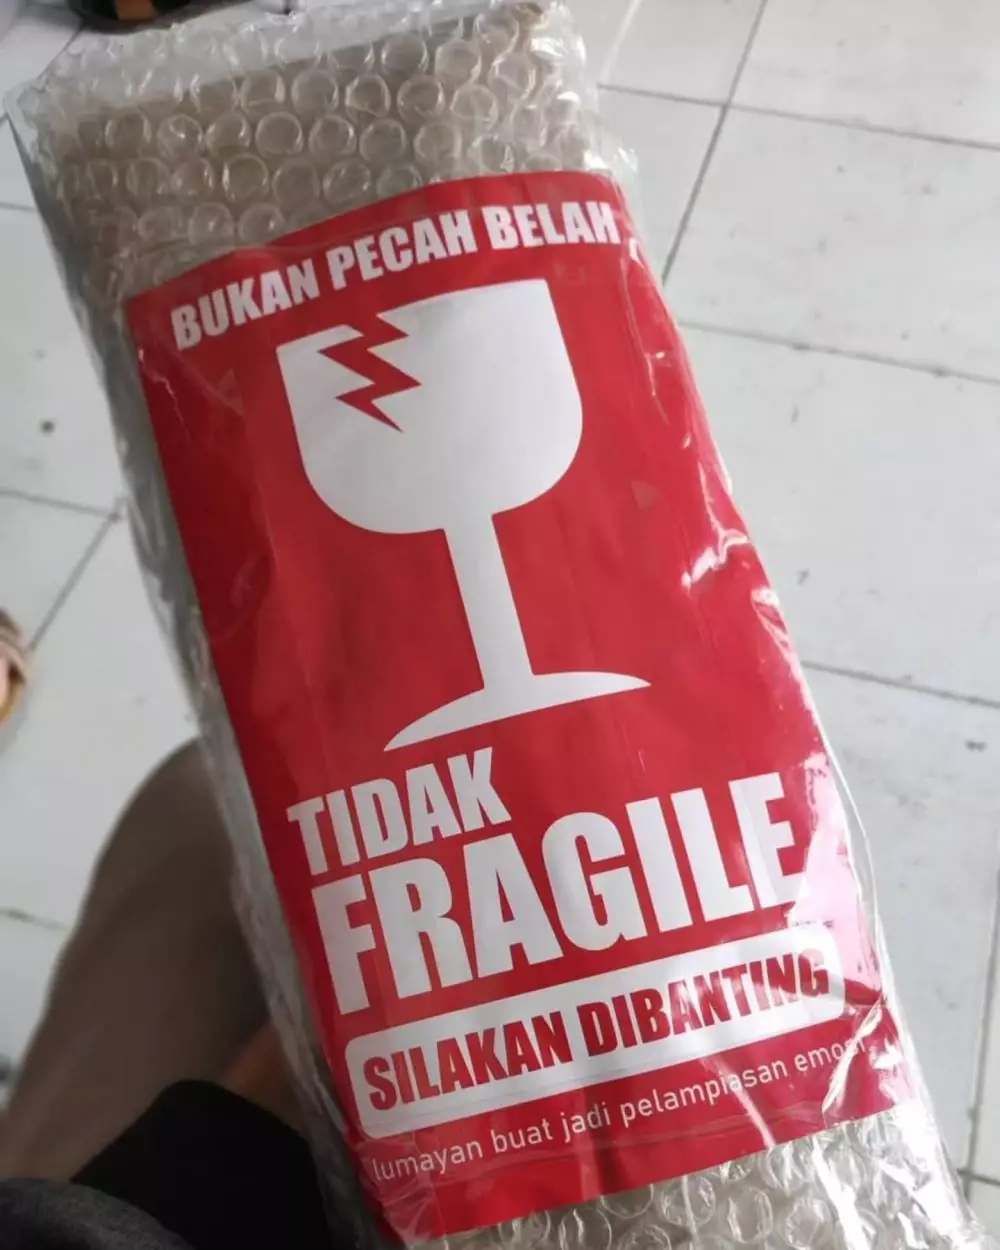 BUKAN PECAH BELAH
TIDAK
FRAGILE
SILAKAN DIBANTING
lumayan buat jadi pelampiasan emosi